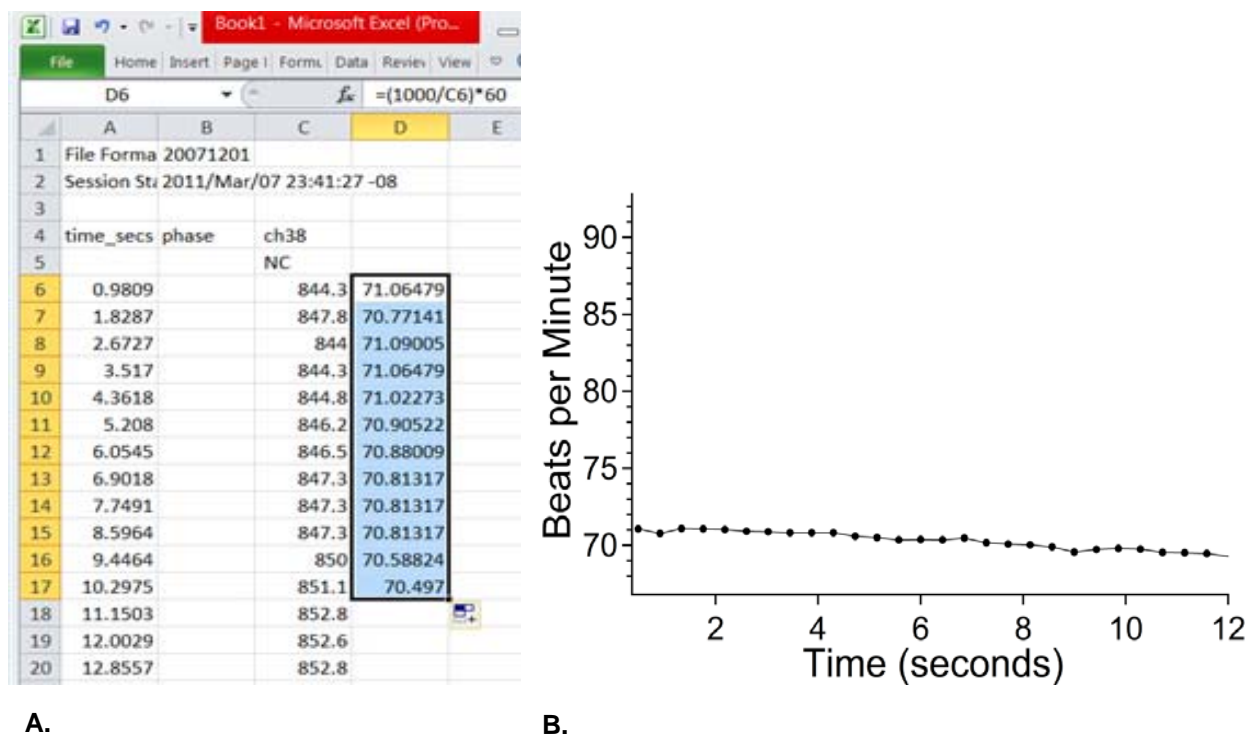 Book1 - Microsoft Excel (Pro...
File Home Insert Page l Formu Data Review View
D6 fx =(1000/C6)*60
A B C D E
1 File Forma 20071201
2 Session Sta 2011/Mar/07 23:41:27 -08
3
4 time_secs phase ch38
5 NC
6 0.9809 844.3 71.06479
7 1.8287 847.8 70.77141
8 2.6727 844 71.09005
9 3.517 844.3 71.06479
10 4.3618 844.8 71.02273
11 5.208 846.2 70.90522
12 6.0545 846.5 70.88009
13 6.9018 847.3 70.81317
14 7.7491 847.3 70.81317
15 8.5964 847.3 70.81317
16 9.4464 850 70.58824
17 10.2975 851.1 70.497
18 11.1503 852.8
19 12.0029 852.6
20 12.8557 852.8
A.
Beats per Minute
90
85
80
75
70
2 4 6 8 10 12
Time (seconds)
B.